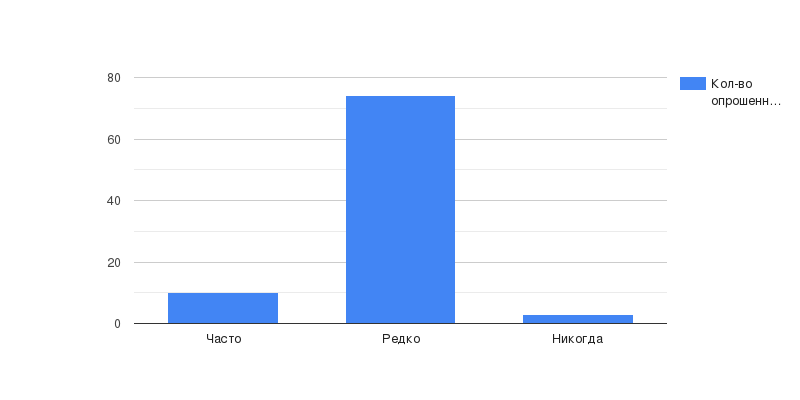 80
60
40
20
0
Часто
Редко
Никогда
Кол-во
опрошенн…